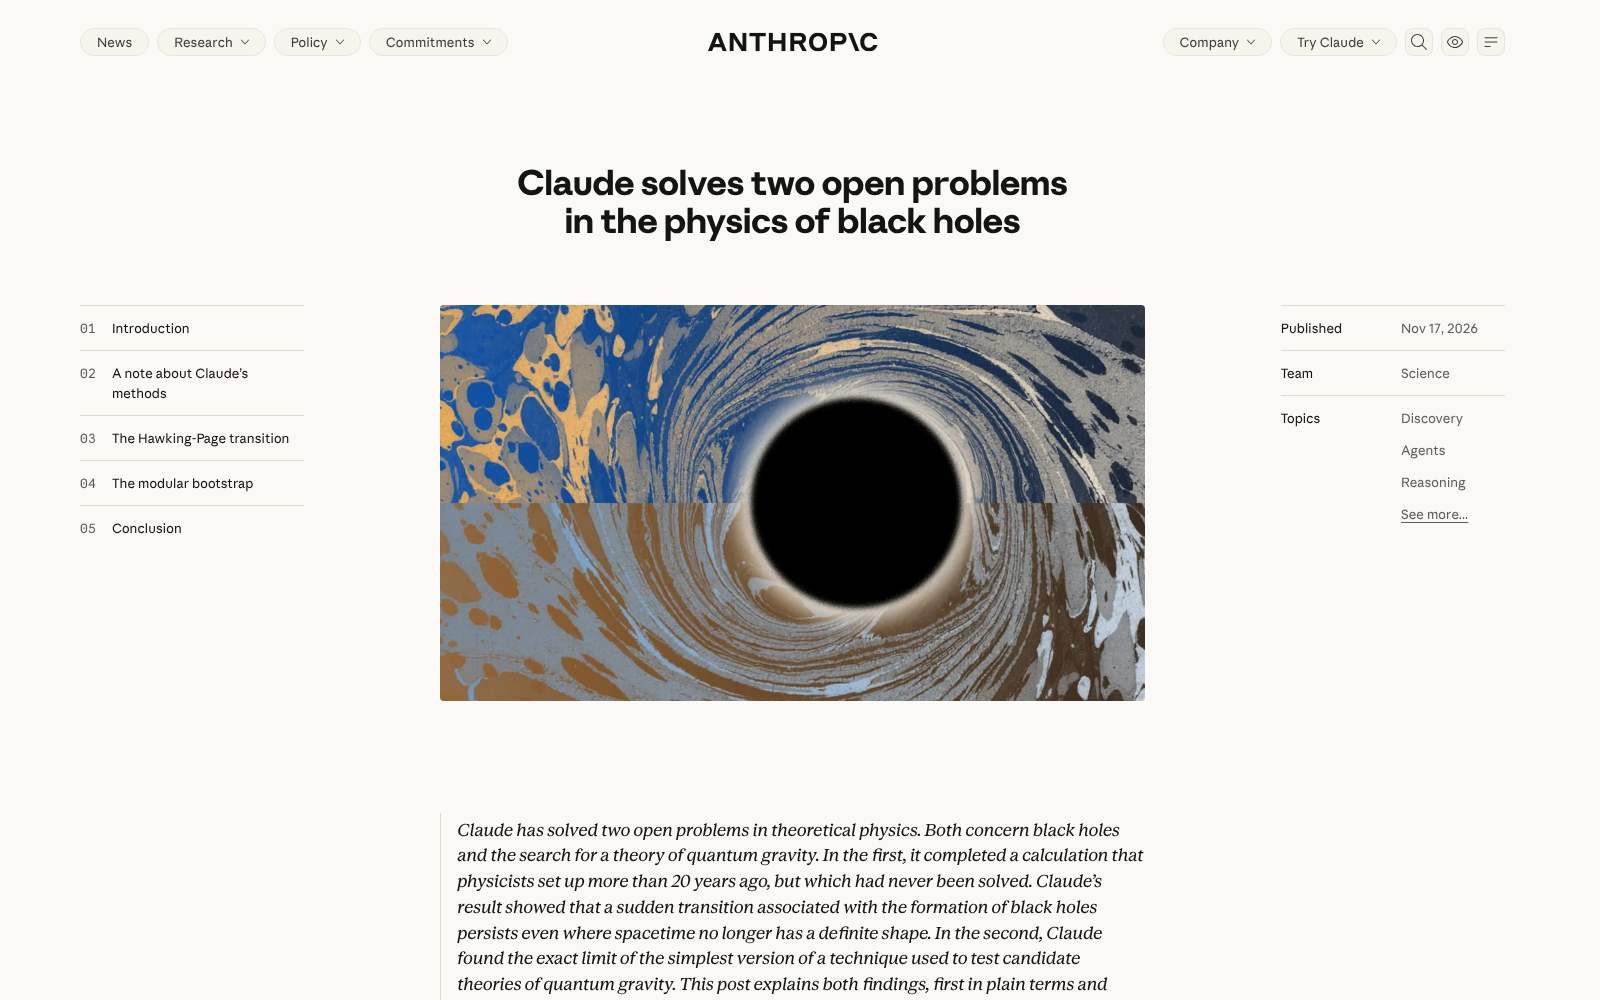 News
Research
Policy
Commitments
ANTHROP\C
Company
Try Claude
Claude solves two open problems
in the physics of black holes
01 Introduction
02 A note about Claude's
methods
03 The Hawking-Page transition
04 The modular bootstrap
05 Conclusion
Published Nov 17, 2026
Team Science
Topics Discovery
Agents
Reasoning
See more...
Claude has solved two open problems in theoretical physics. Both concern black holes
and the search for a theory of quantum gravity. In the first, it completed a calculation that
physicists set up more than 20 years ago, but which had never been solved. Claude’s
result showed that a sudden transition associated with the formation of black holes
persists even where spacetime no longer has a definite shape. In the second, Claude
found the exact limit of the simplest version of a technique used to test candidate
theories of quantum gravity. This post explains both findings, first in plain terms and